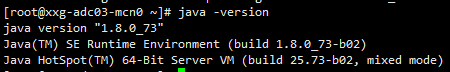 [root@xxg-adc03-mcn0 ~]# java -version
java version "1.8.0_73"
Java(TM) SE Runtime Environment (build 1.8.0_73-b02)
Java HotSpot(TM) 64-Bit Server VM (build 25.73-b02, mixed mode)